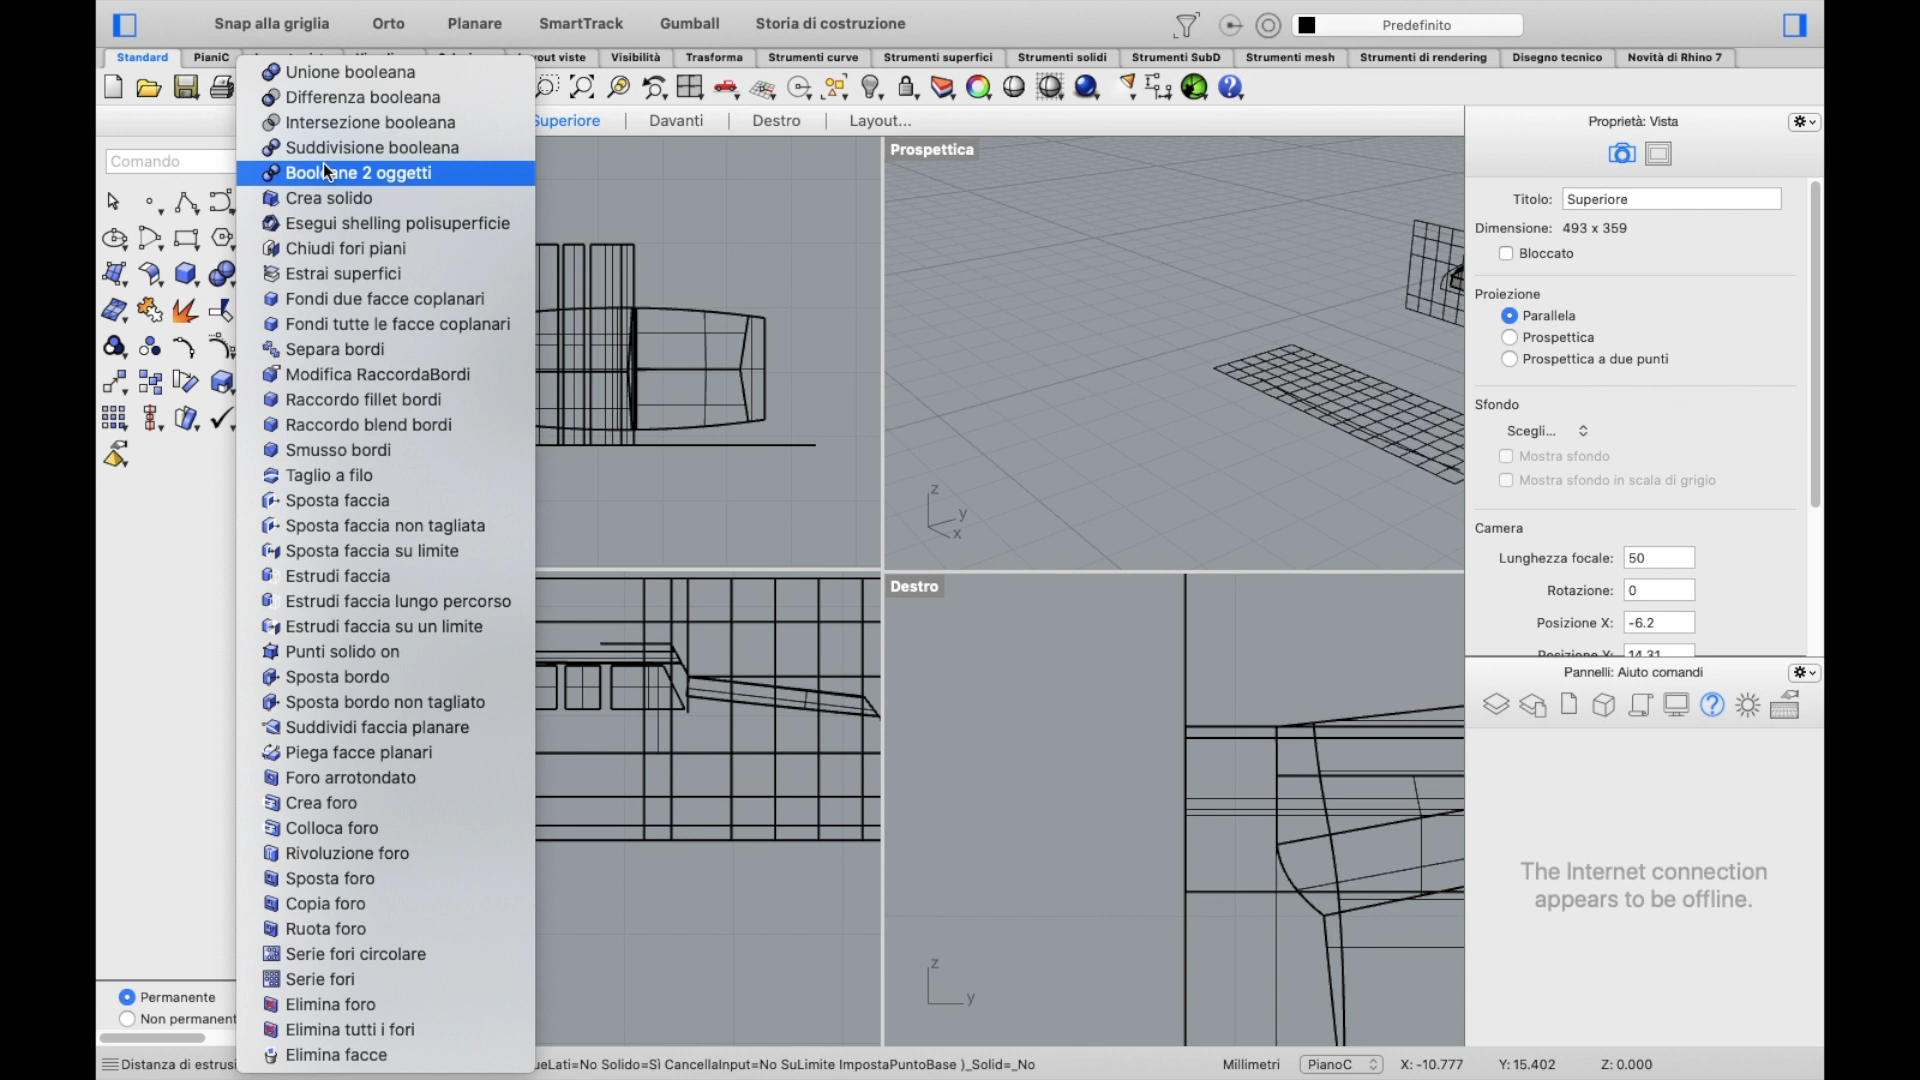 Snap alla griglia Orto Planare SmartTrack Gumball Storia di costruzione Predefinito
Standard PianiC yout viste Visibilità Trasforma Strumenti curve Strumenti superfici Strumenti solidi Strumenti SubD Strumenti mesh Strumenti di rendering Disegno tecnico Novità di Rhino 7
Superiore Davanti Destro Layout...
Comando
Unione booleana
Differenza booleana
Intersezione booleana
Suddivisione booleana
Booleane 2 oggetti
Crea solido
Esegui shelling polisuperficie
Chiudi fori piani
Estrai superfici
Fondi due facce coplanari
Fondi tutte le facce coplanari
Separa bordi
Modifica RaccordaBordi
Raccordo fillet bordi
Raccordo blend bordi
Smusso bordi
Taglio a filo
Sposta faccia
Sposta faccia non tagliata
Sposta faccia su limite
Estrudi faccia
Estrudi faccia lungo percorso
Estrudi faccia su un limite
Punti solido on
Sposta bordo
Sposta bordo non tagliato
Suddividi faccia planare
Piega facce planari
Foro arrotondato
Crea foro
Colloca foro
Rivoluzione foro
Sposta foro
Copia foro
Ruota foro
Serie fori circolare
Serie fori
Elimina foro
Elimina tutti i fori
Elimina facce
Permanente
Non permanent
Prospettica
z
y
x
Destro
z
y
Proprietà: Vista
Titolo: Superiore
Dimensione: 493 x 359
Bloccato
Proiezione
Parallela
Prospettica
Prospettica a due punti
Sfondo
Scegli...
Mostra sfondo
Mostra sfondo in scala di grigio
Camera
Lunghezza focale: 50
Rotazione: 0
Posizione X: -6.2
Posizione Y: 14.31
Pannelli: Aiuto comandi
The Internet connection
appears to be offline.
Distanza di estrusi ueLati=No Solido=Sì CancellaInput=No SuLimite ImpostaPuntoBase )_Solid=_No Millimetri PianoC X: -10.777 Y: 15.402 Z: 0.000